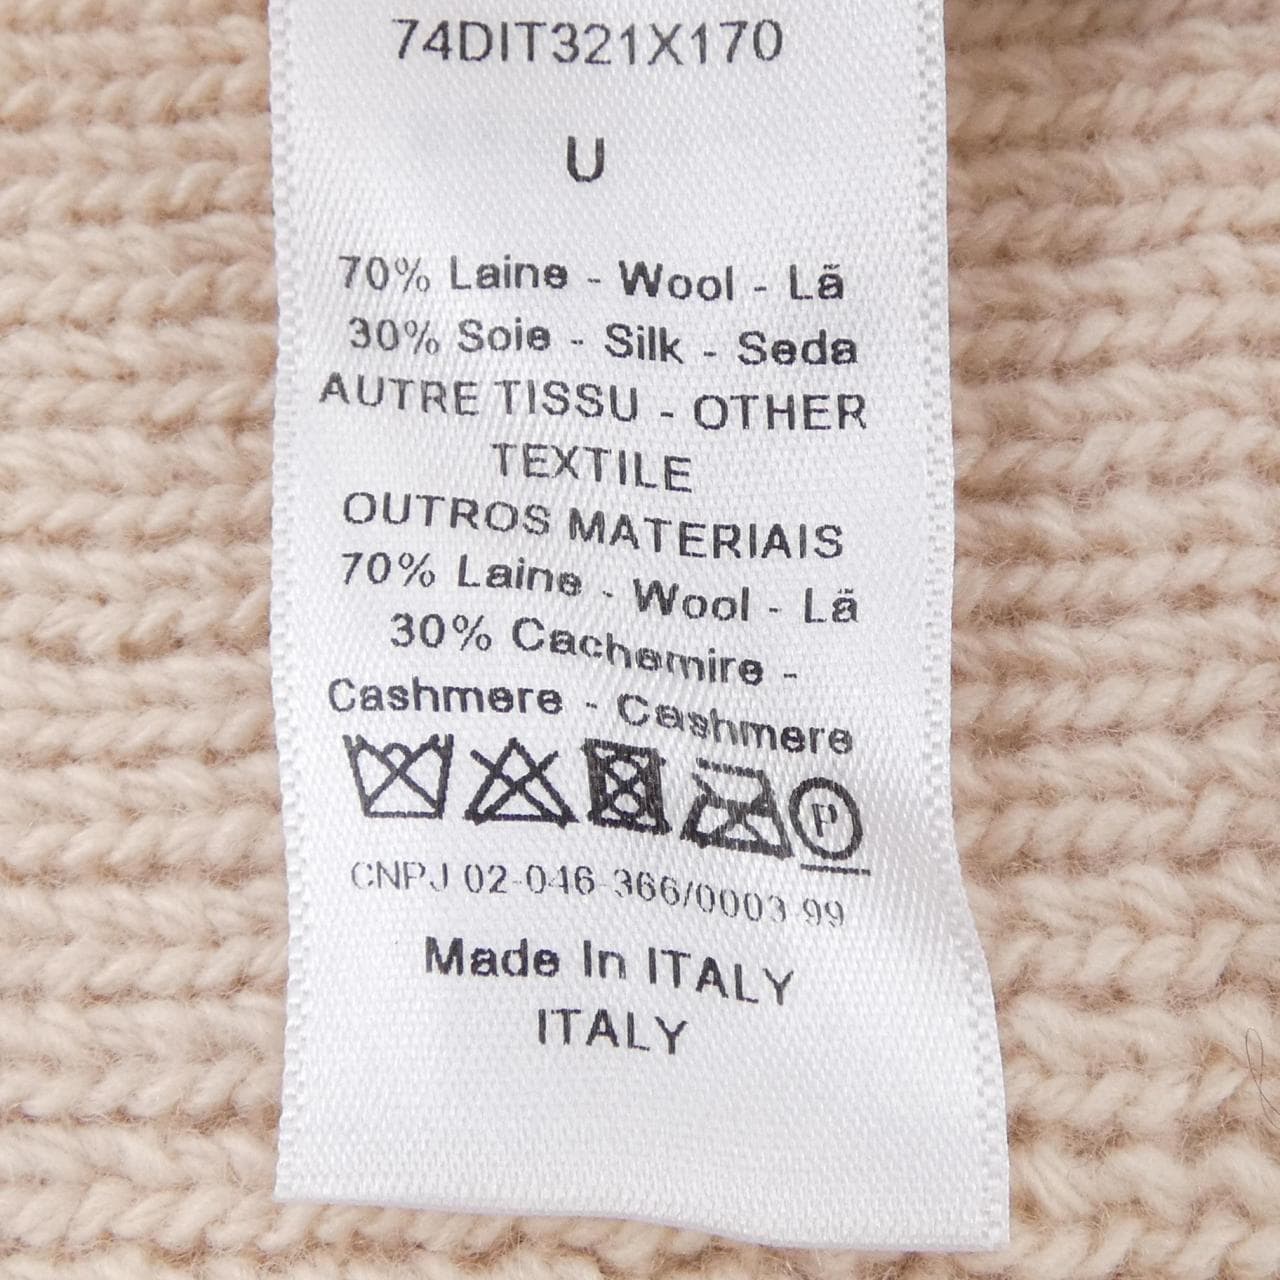 74DIT321X170
U
70% Laine - Wool - Lã
30% Soie - Silk - Seda
AUTRE TISSU - OTHER
TEXTILE
OUTROS MATERIAIS
70% Laine - Wool - Lã
30% Cachemire -
Cashmere - Cashmere
P
CNPJ 02-046-366/0003-99
Made In ITALY
ITALY